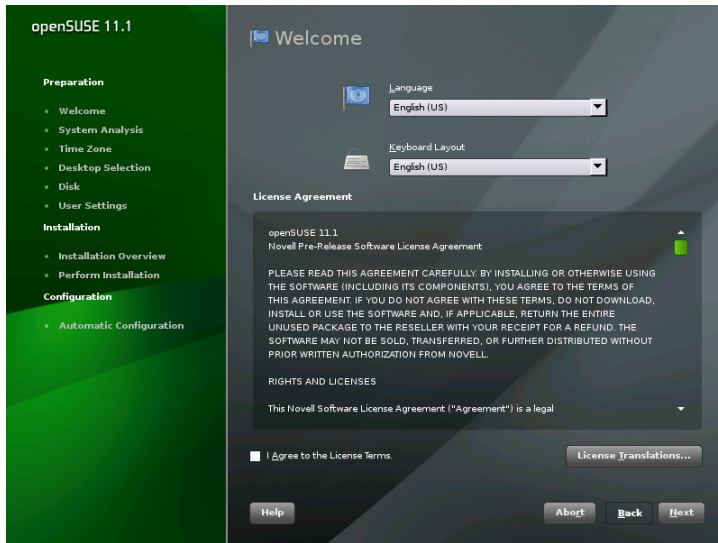 openSUSE 11.1
Preparation
Welcome
System Analysis
Time Zone
Desktop Selection
Disk
User Settings
Installation
Installation Overview
Perform Installation
Configuration
Automatic Configuration
Welcome
Language
English (US)
Keyboard Layout
English (US)
License Agreement
openSUSE 11.1
Novell Pre-Release Software License Agreement
PLEASE READ THIS AGREEMENT CAREFULLY. BY INSTALLING OR OTHERWISE USING
THE SOFTWARE (INCLUDING ITS COMPONENTS), YOU AGREE TO THE TERMS OF
THIS AGREEMENT. IF YOU DO NOT AGREE WITH THESE TERMS, DO NOT DOWNLOAD,
INSTALL OR USE THE SOFTWARE AND, IF APPLICABLE, RETURN THE ENTIRE
UNUSED PACKAGE TO THE RESELLER WITH YOUR RECEIPT FOR A REFUND. THE
SOFTWARE MAY NOT BE SOLD, TRANSFERRED, OR FURTHER DISTRIBUTED WITHOUT
PRIOR WRITTEN AUTHORIZATION FROM NOVELL.
RIGHTS AND LICENSES
This Novell Software License Agreement ("Agreement") is a legal
I Agree to the License Terms.
License Translations...
Help
Abort
Back
Next